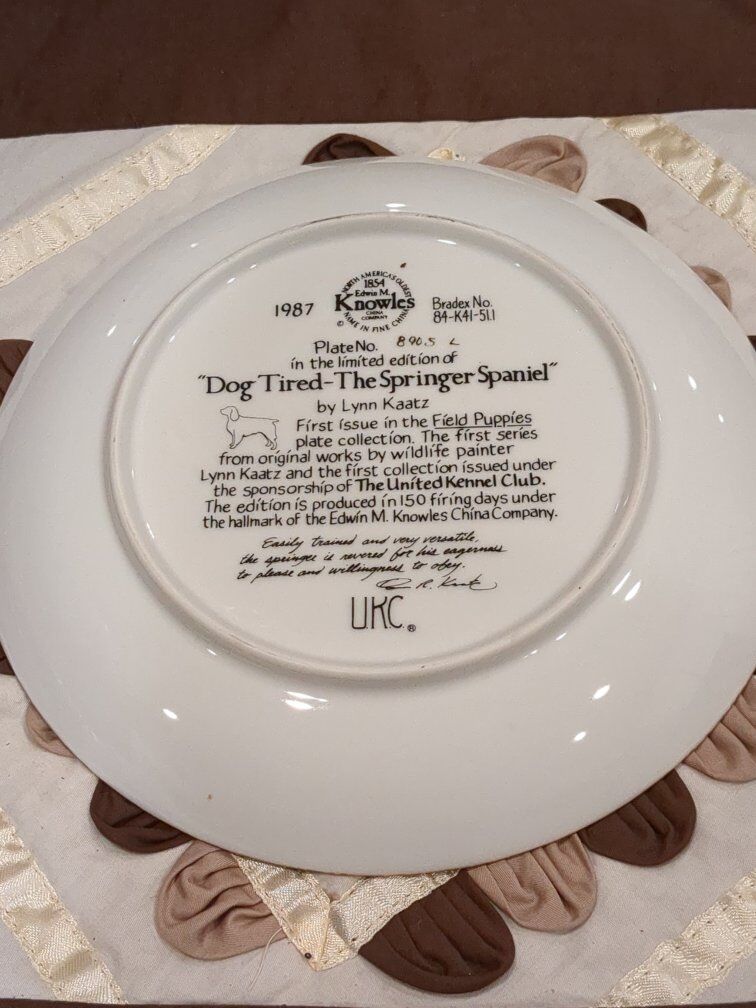 NORTH AMERICA'S OLDEST
1854
Edwin M.
Knowles
CHINA
COMPANY
NAME IN FINE CHINA
©
1987
Bradex No.
84-K41-51.1
Plate No. 8905 L
in the limited edition of
"Dog Tired-The Springer Spaniel"
by Lynn Kaatz
First issue in the Field Puppies
plate collection. The first series
from original works by wildlife painter
Lynn Kaatz and the first collection issued under
the sponsorship of The United Kennel Club.
The edition is produced in 150 firing days under
the hallmark of the Edwin M. Knowles China Company.
Easily trained and very versatile,
the springer is revered for his eagerness
to please and willingness to obey.
R. Kaatz
U.K.C.®